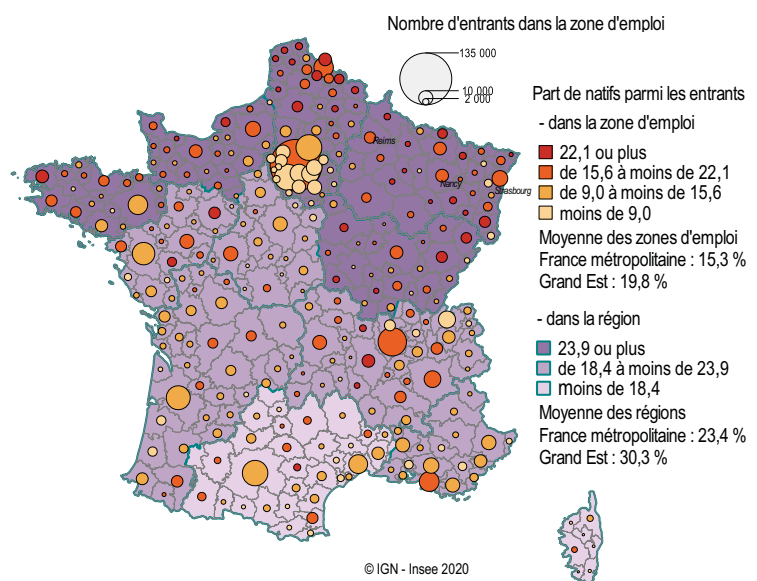 Nombre d'entrants dans la zone d'emploi
135 000
10 000
2 000
Part de natifs parmi les entrants
- dans la zone d'emploi
22,1 ou plus
de 15,6 à moins de 22,1
de 9,0 à moins de 15,6
moins de 9,0
Moyenne des zones d'emploi
France métropolitaine : 15,3 %
Grand Est : 19,8 %
- dans la région
23,9 ou plus
de 18,4 à moins de 23,9
moins de 18,4
Moyenne des régions
France métropolitaine : 23,4 %
Grand Est : 30,3 %
Reims
Nancy
Strasbourg
© IGN - Insee 2020